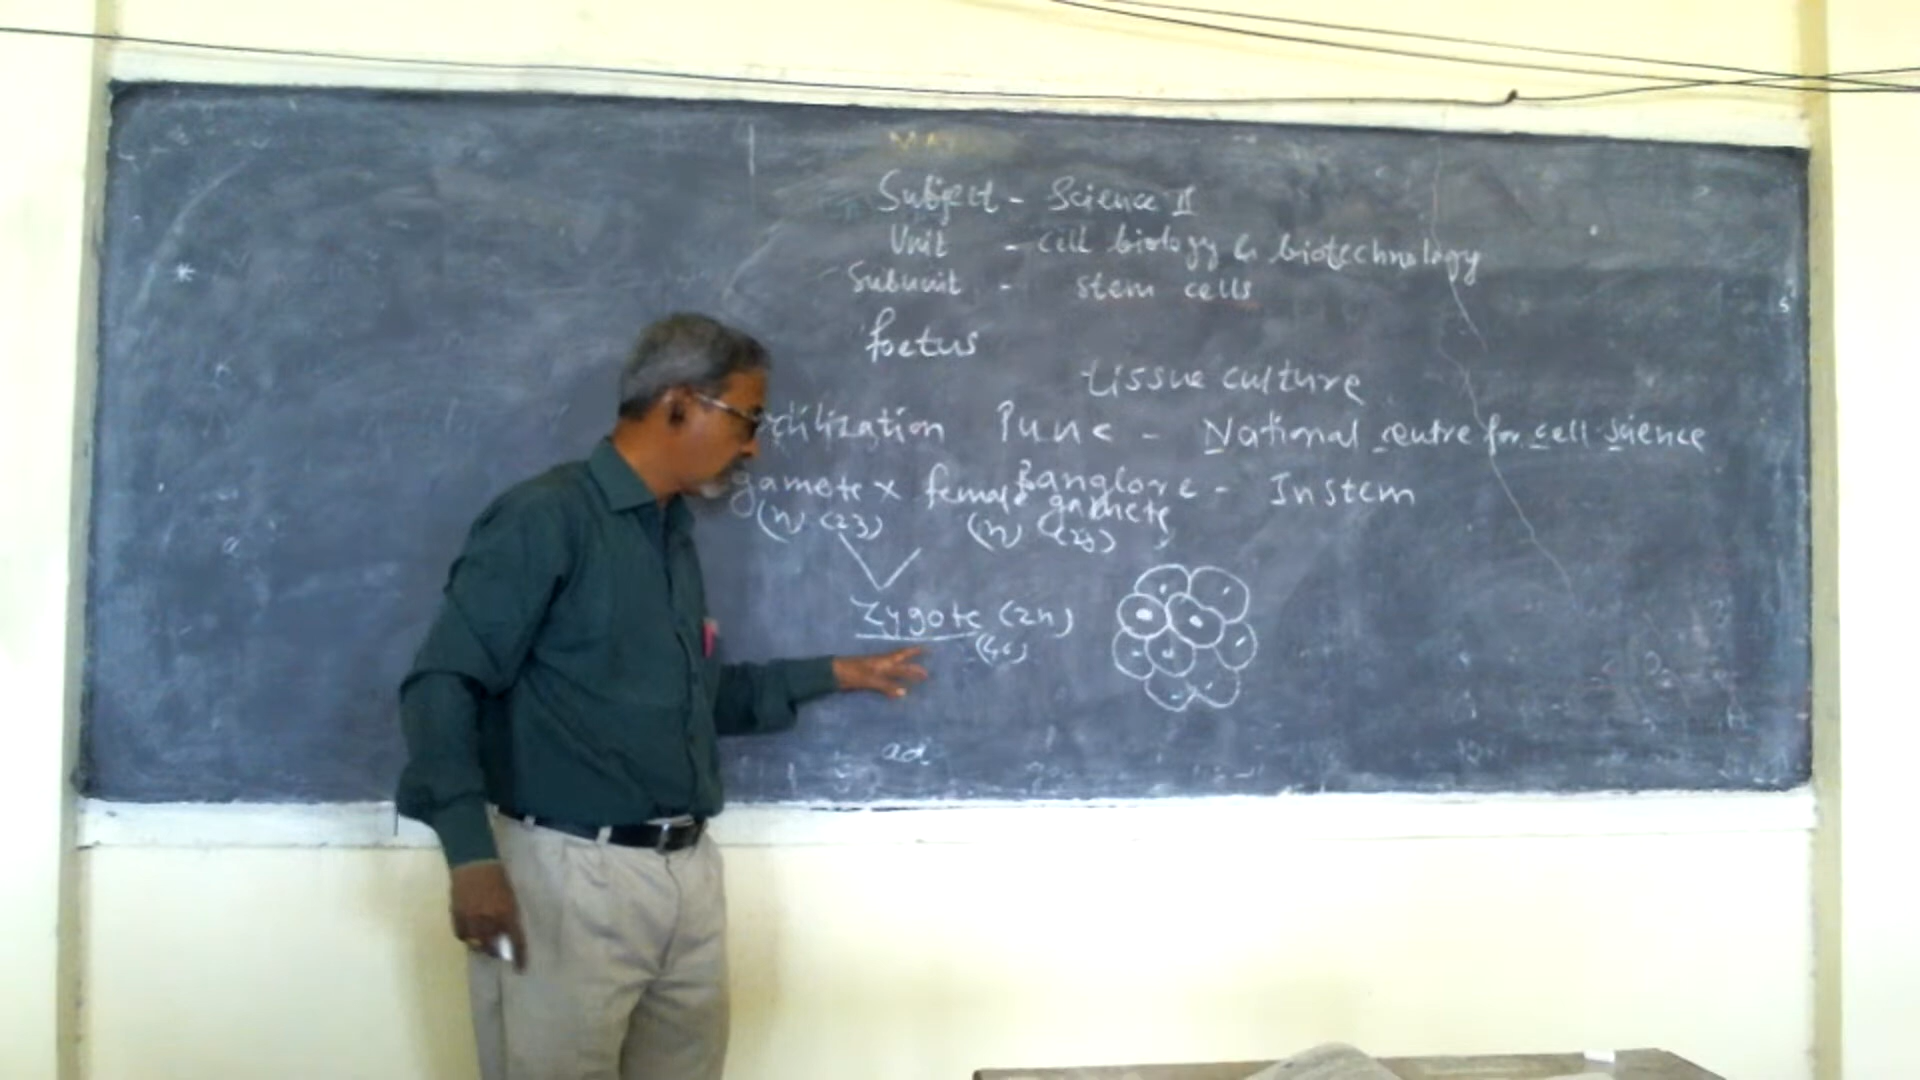 Subject - Science II
Unit - Cell biology & biotechnology
Subunit - stem cells
foetus
tissue culture
Pune - National centre for cell science
gamete x female gamete
Banglore - Instem
(n) (23) (n) (23)
Zygote (2n)
(46)